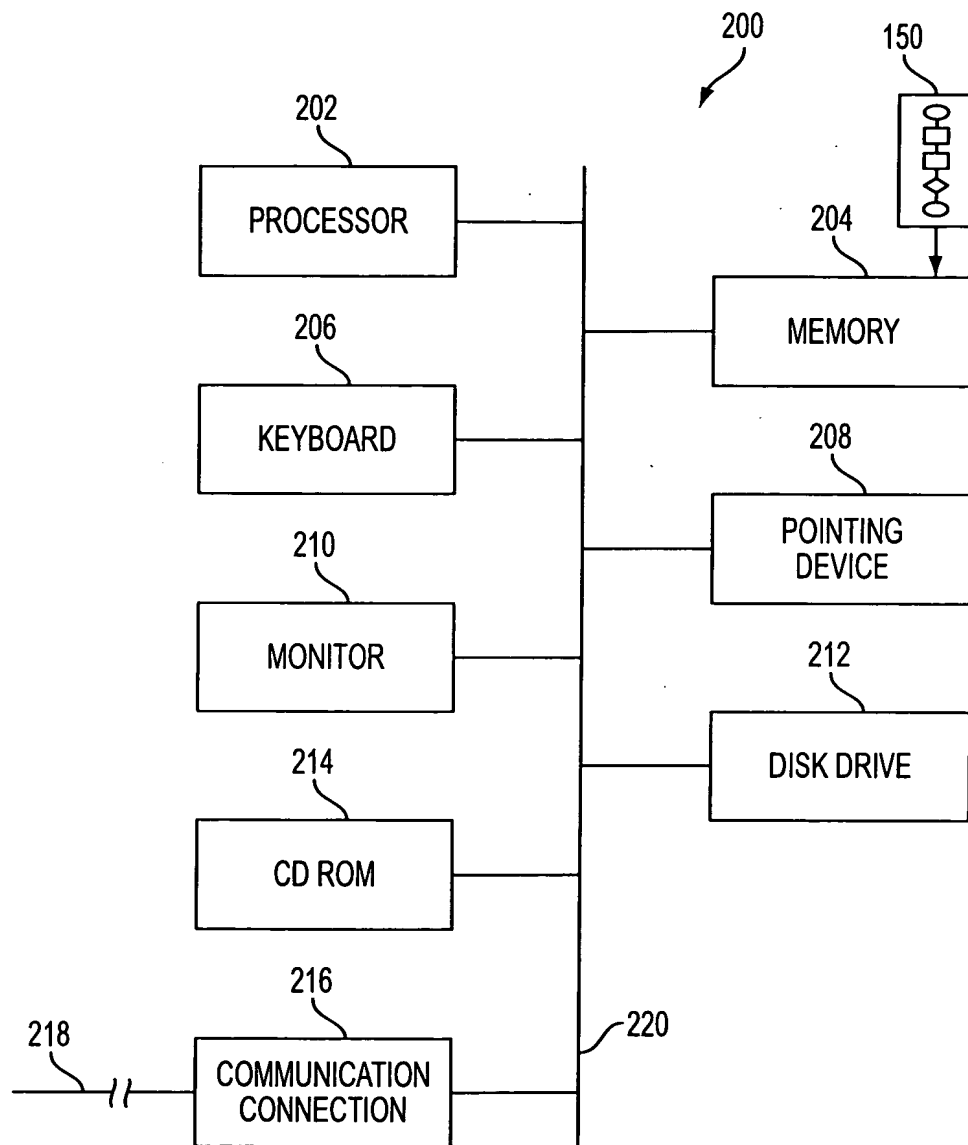 200
150
202
PROCESSOR
204
MEMORY
206
KEYBOARD
208
POINTING
DEVICE
210
MONITOR
212
DISK DRIVE
214
CD ROM
216
218
COMMUNICATION
CONNECTION
220